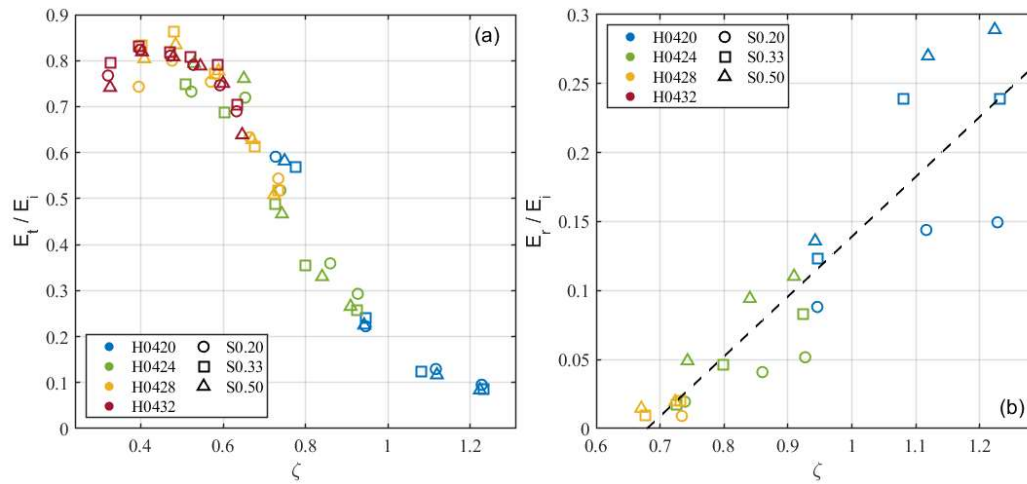 (a)
E_t / E_i
0.9
0.8
0.7
0.6
0.5
0.4
0.3
0.2
0.1
0
H0420
H0424
H0428
H0432
S0.20
S0.33
S0.50
0.4
0.6
0.8
1
1.2
ζ
E_r / E_i
0.3
0.25
0.2
0.15
0.1
0.05
0
H0420
H0424
H0428
H0432
S0.20
S0.33
S0.50
(b)
0.6
0.7
0.8
0.9
1
1.1
1.2
ζ